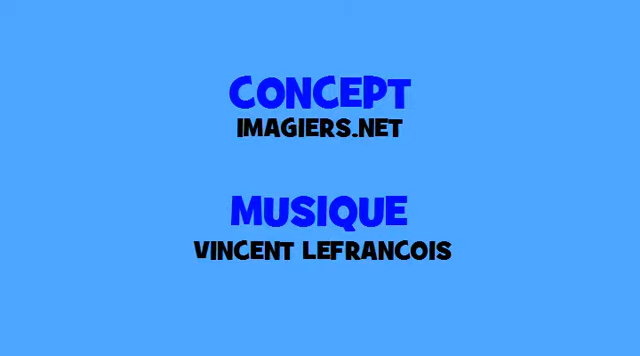 CONCEPT
IMAGIERS.NET
MUSIQUE
VINCENT LEFRANCOIS